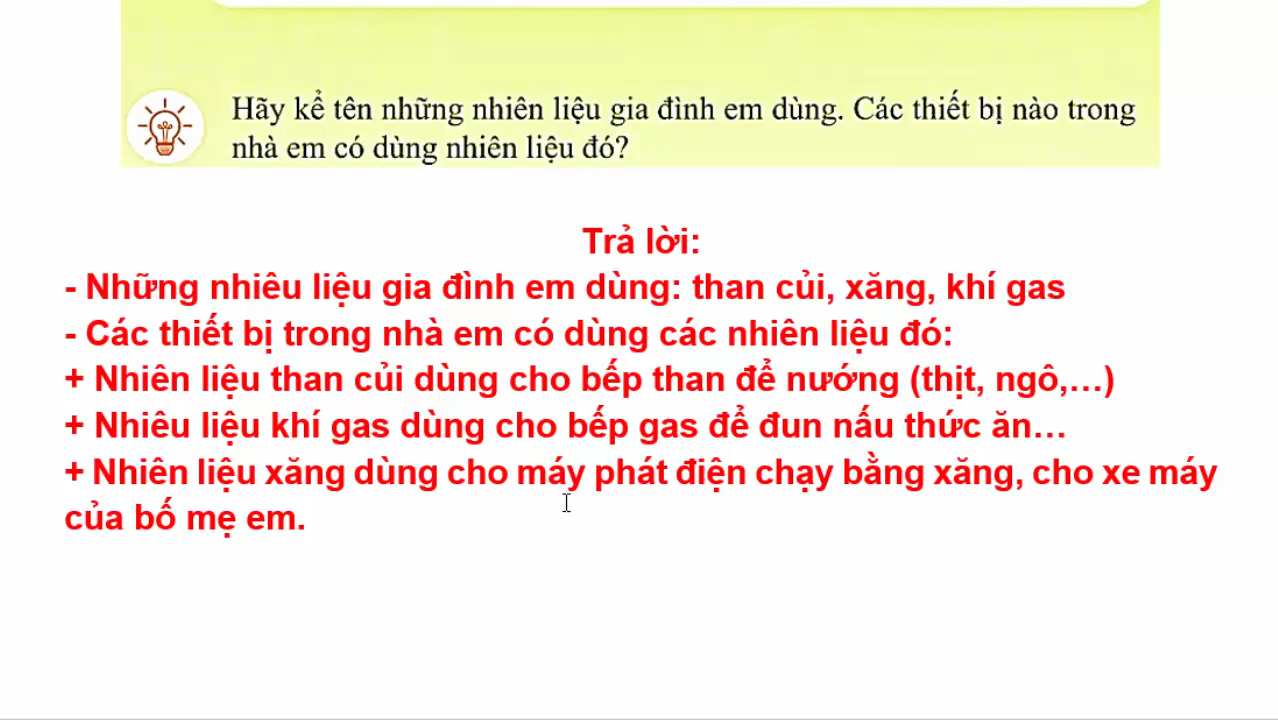 Hãy kể tên những nhiên liệu gia đình em dùng. Các thiết bị nào trong
nhà em có dùng nhiên liệu đó?
Trả lời:
- Những nhiêu liệu gia đình em dùng: than củi, xăng, khí gas
- Các thiết bị trong nhà em có dùng các nhiên liệu đó:
+ Nhiên liệu than củi dùng cho bếp than để nướng (thịt, ngô,...)
+ Nhiêu liệu khí gas dùng cho bếp gas để đun nấu thức ăn...
+ Nhiên liệu xăng dùng cho máy phát điện chạy bằng xăng, cho xe máy
của bố mẹ em.